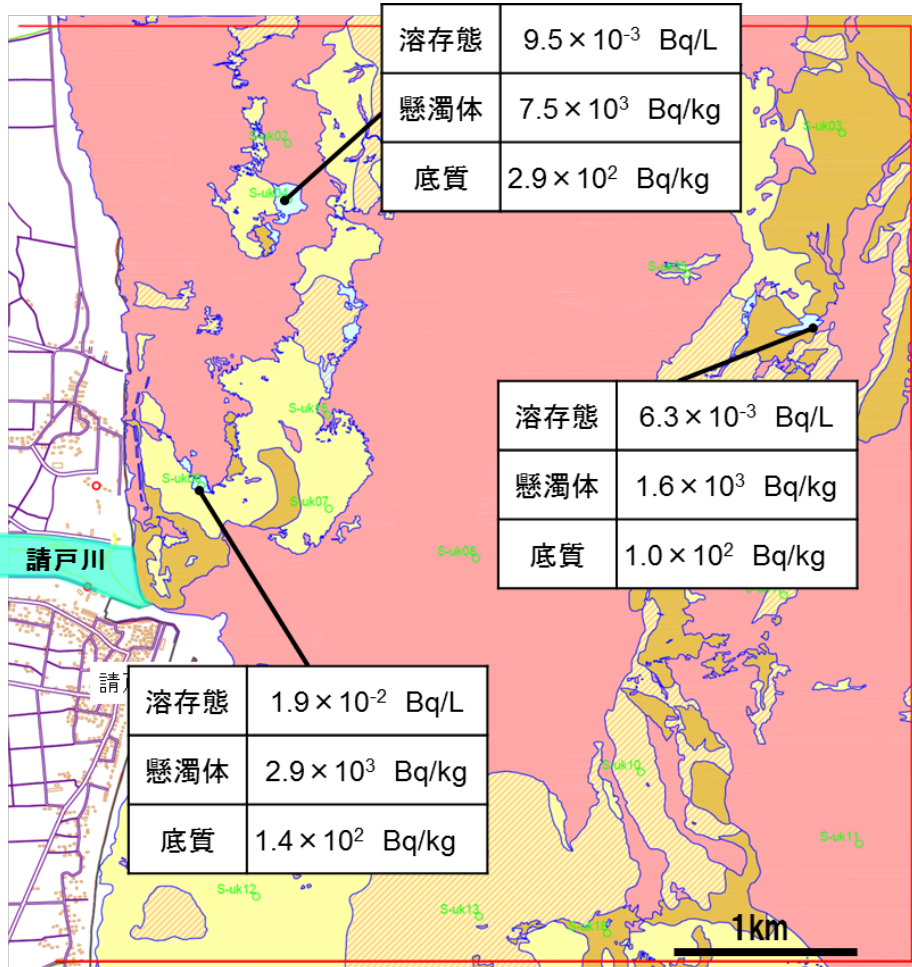 溶存態 9.5×10⁻³ Bq/L
懸濁体 7.5×10³ Bq/kg
底質 2.9×10² Bq/kg
S-uk02
S-uk03
S-uk04
溶存態 6.3×10⁻³ Bq/L
懸濁体 1.6×10³ Bq/kg
底質 1.0×10² Bq/kg
S-uk15
S-uk07
S-uk08
請戸川
溶存態 1.9×10⁻² Bq/L
懸濁体 2.9×10³ Bq/kg
底質 1.4×10² Bq/kg
S-uk10
S-uk11
S-uk12
S-uk13
1km